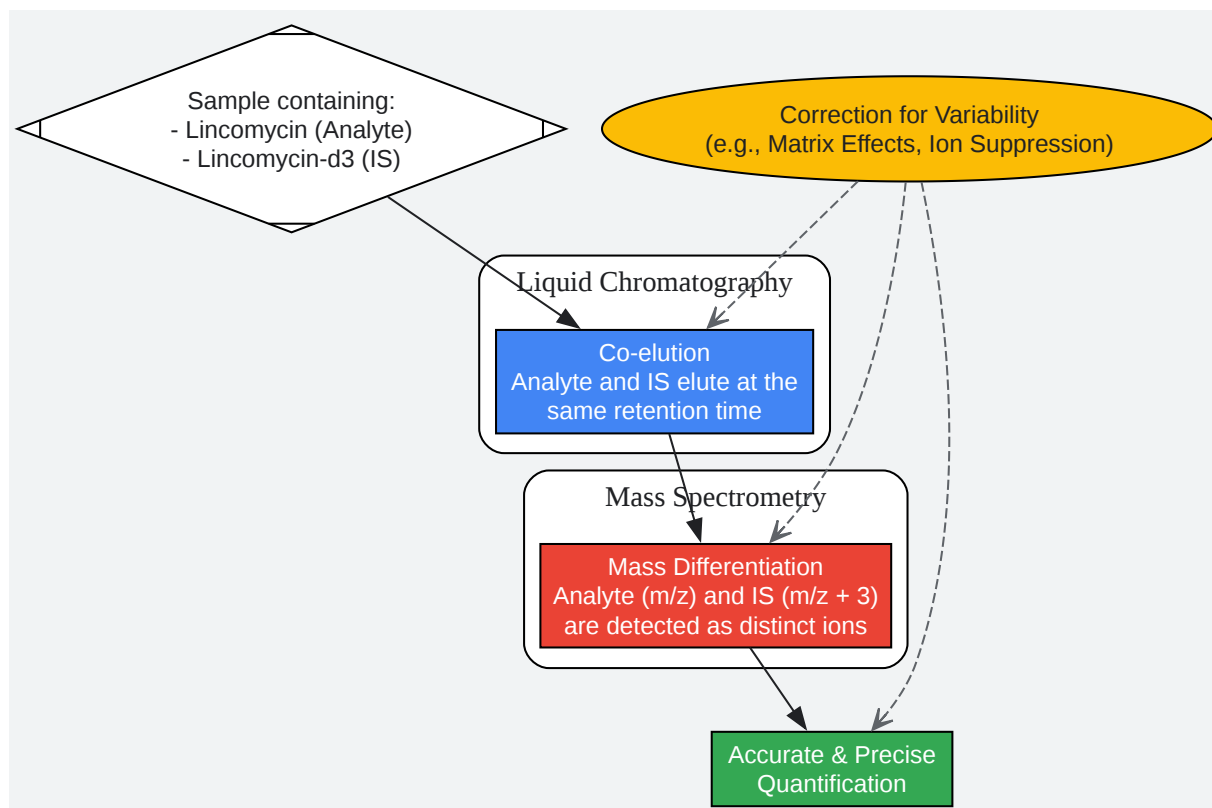 Sample containing:
- Lincomycin (Analyte)
- Lincomycin-d3 (IS)
Correction for Variability
(e.g., Matrix Effects, Ion Suppression)
Liquid Chromatography
Co-elution
Analyte and IS elute at the
same retention time
Mass Spectrometry
Mass Differentiation
Analyte (m/z) and IS (m/z + 3)
are detected as distinct ions
Accurate & Precise
Quantification